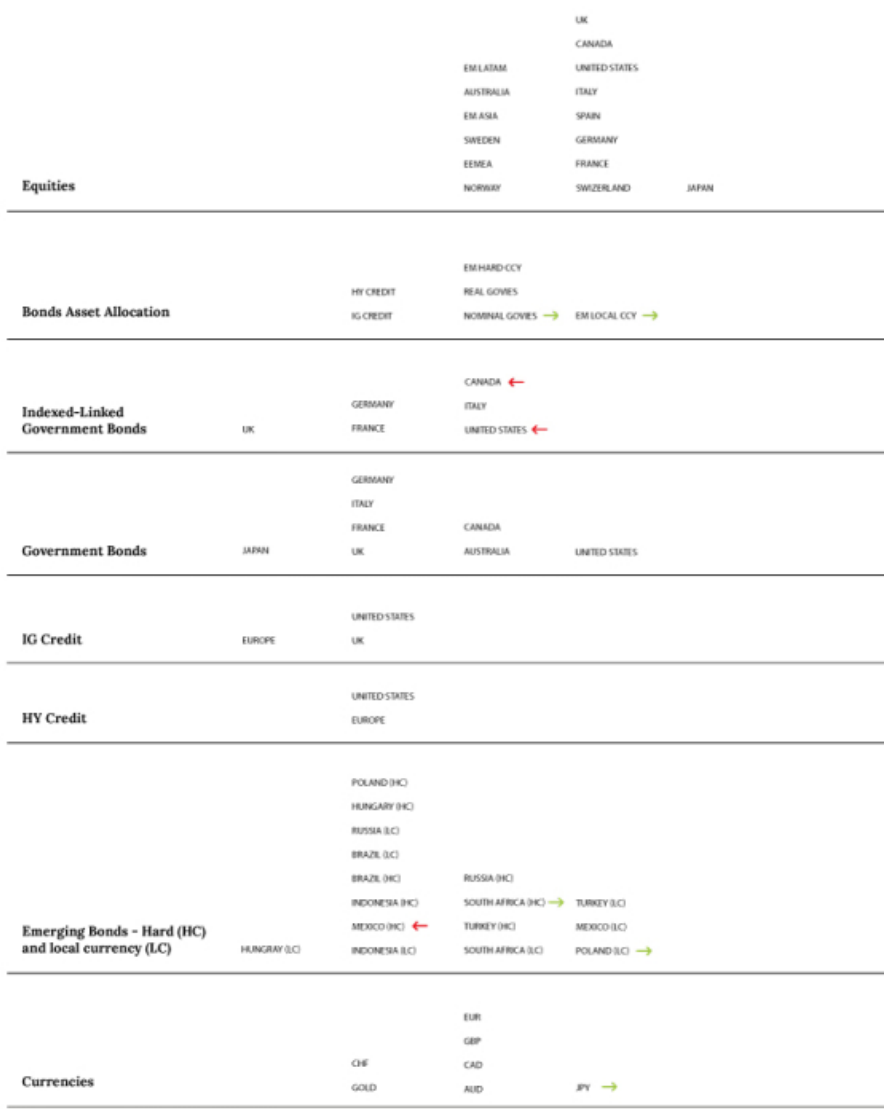 UK
CANADA
EM LATAM UNITED STATES
AUSTRALIA ITALY
EM ASIA SPAIN
SWEDEN GERMANY
EEMEA FRANCE
Equities NORWAY SWIZERLAND JAPAN
EM HARD CCY
HY CREDIT REAL GOVIES
Bonds Asset Allocation IG CREDIT NOMINAL GOVIES → EM LOCAL CCY →
CANADA ←
GERMANY ITALY
Indexed-Linked
Government Bonds UK FRANCE UNITED STATES ←
GERMANY
ITALY
FRANCE CANADA
Government Bonds JAPAN UK AUSTRALIA UNITED STATES
UNITED STATES
IG Credit EUROPE UK
UNITED STATES
HY Credit EUROPE
POLAND (HC)
HUNGARY (HC)
RUSSIA (LC)
BRAZIL (LC)
BRAZIL (HC) RUSSIA (HC)
INDONESIA (HC) SOUTH AFRICA (HC) → TURKEY (LC)
Emerging Bonds - Hard (HC) MEXICO (HC) ← TURKEY (HC) MEXICO (LC)
and local currency (LC) HUNGRAY (LC) INDONESIA (LC) SOUTH AFRICA (LC) POLAND (LC) →
EUR
GBP
CHF CAD
Currencies GOLD AUD JPY →